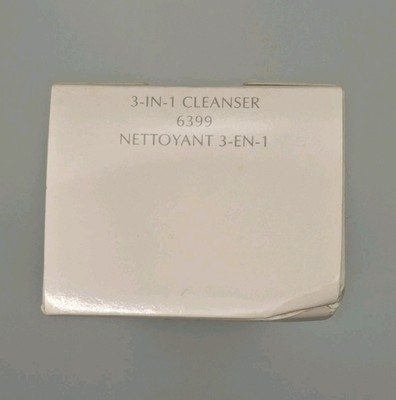 3-IN-1 CLEANSER
6399
NETTOYANT 3-EN-1